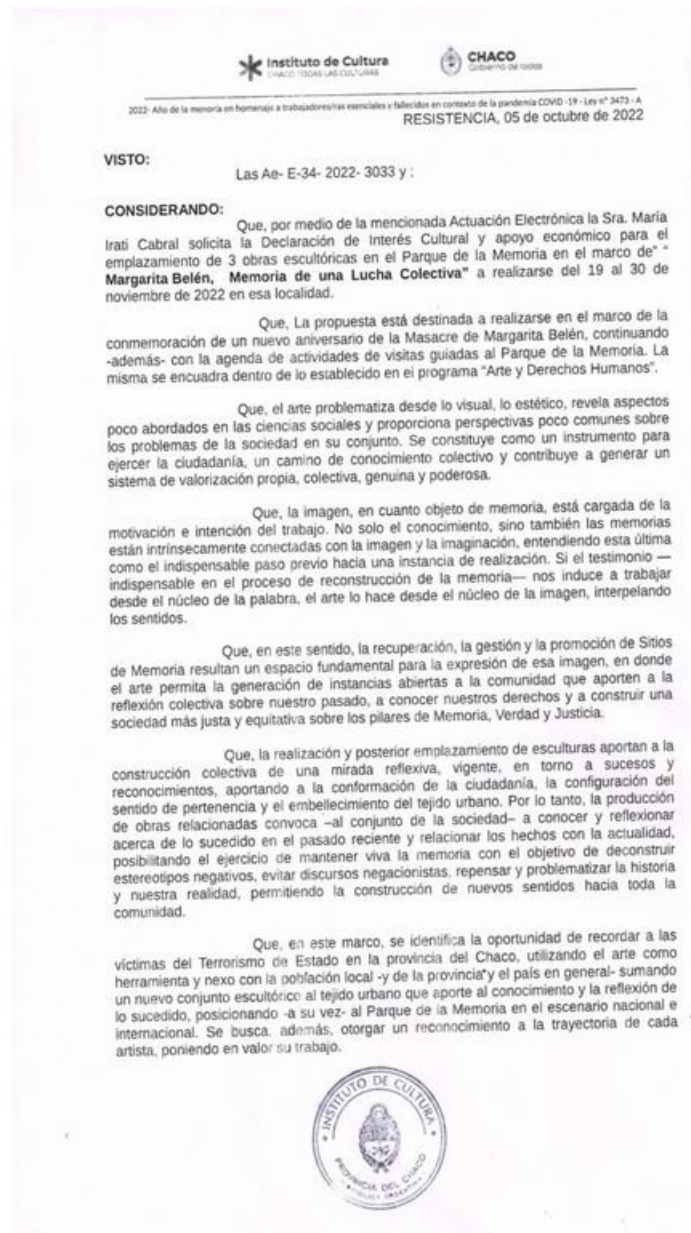 Instituto de Cultura
CHACO TODAS LAS CULTURAS
CHACO
Gobierno de todos
2022- Año de la memoria en homenaje a trabajadores/ras esenciales y fallecidos en contexto de la pandemia COVID -19 - Ley n° 3473 - A
RESISTENCIA, 05 de octubre de 2022
VISTO:
Las Ae- E-34- 2022- 3033 y :
CONSIDERANDO:
Que, por medio de la mencionada Actuación Electrónica la Sra. María
Irati Cabral solicita la Declaración de Interés Cultural y apoyo económico para el
emplazamiento de 3 obras escultóricas en el Parque de la Memoria en el marco de" "
Margarita Belén, Memoria de una Lucha Colectiva" a realizarse del 19 al 30 de
noviembre de 2022 en esa localidad.
Que, La propuesta está destinada a realizarse en el marco de la
conmemoración de un nuevo aniversario de la Masacre de Margarita Belén, continuando
-además- con la agenda de actividades de visitas guiadas al Parque de la Memoria. La
misma se encuadra dentro de lo establecido en el programa "Arte y Derechos Humanos".
Que, el arte problematiza desde lo visual, lo estético, revela aspectos
poco abordados en las ciencias sociales y proporciona perspectivas poco comunes sobre
los problemas de la sociedad en su conjunto. Se constituye como un instrumento para
ejercer la ciudadanía, un camino de conocimiento colectivo y contribuye a generar un
sistema de valorización propia, colectiva, genuina y poderosa.
Que, la imagen, en cuanto objeto de memoria, está cargada de la
motivación e intención del trabajo. No solo el conocimiento, sino también las memorias
están intrínsecamente conectadas con la imagen y la imaginación, entendiendo esta última
como el indispensable paso previo hacia una instancia de realización. Si el testimonio —
indispensable en el proceso de reconstrucción de la memoria— nos induce a trabajar
desde el núcleo de la palabra, el arte lo hace desde el núcleo de la imagen, interpelando
los sentidos.
Que, en este sentido, la recuperación, la gestión y la promoción de Sitios
de Memoria resultan un espacio fundamental para la expresión de esa imagen, en donde
el arte permita la generación de instancias abiertas a la comunidad que aporten a la
reflexión colectiva sobre nuestro pasado, a conocer nuestros derechos y a construir una
sociedad más justa y equitativa sobre los pilares de Memoria, Verdad y Justicia.
Que, la realización y posterior emplazamiento de esculturas aportan a la
construcción colectiva de una mirada reflexiva, vigente, en torno a sucesos y
reconocimientos, aportando a la conformación de la ciudadanía, la configuración del
sentido de pertenencia y el embellecimiento del tejido urbano. Por lo tanto, la producción
de obras relacionadas convoca –al conjunto de la sociedad– a conocer y reflexionar
acerca de lo sucedido en el pasado reciente y relacionar los hechos con la actualidad,
posibilitando el ejercicio de mantener viva la memoria con el objetivo de deconstruir
estereotipos negativos, evitar discursos negacionistas, repensar y problematizar la historia
y nuestra realidad, permitiendo la construcción de nuevos sentidos hacia toda la
comunidad.
Que, en este marco, se identifica la oportunidad de recordar a las
víctimas del Terrorismo de Estado en la provincia del Chaco, utilizando el arte como
herramienta y nexo con la población local -y de la provincia y el país en general- sumando
un nuevo conjunto escultórico al tejido urbano que aporte al conocimiento y la reflexión de
lo sucedido, posicionando -a su vez- al Parque de la Memoria en el escenario nacional e
internacional. Se busca, además, otorgar un reconocimiento a la trayectoria de cada
artista, poniendo en valor su trabajo.
INSTITUTO DE CULTURA
PROVINCIA DEL CHACO
REPUBLICA ARGENTINA